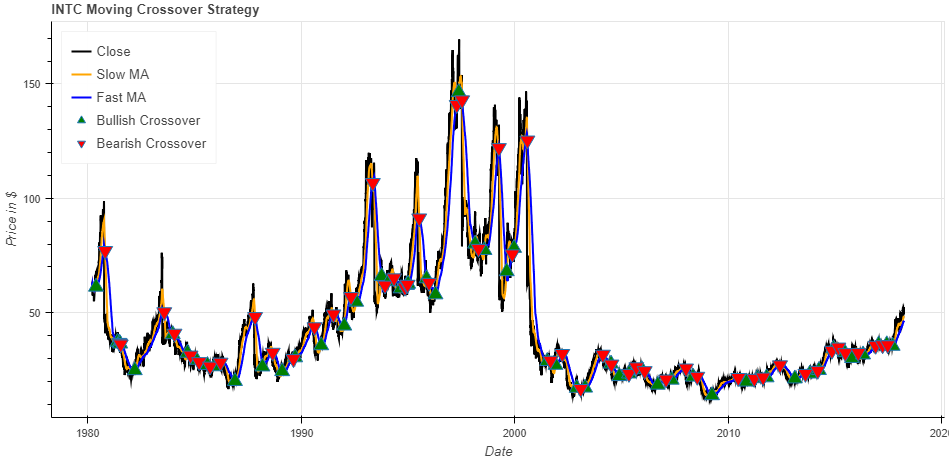 INTC Moving Crossover Strategy
Close
Slow MA
Fast MA
Bullish Crossover
Bearish Crossover
150
100
50
Price in $
1980
1990
2000
2010
202
Date